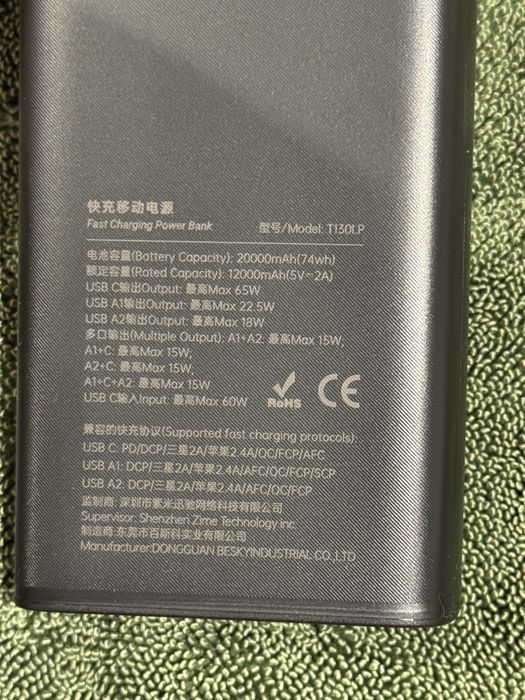 快充移动电源
Fast Charging Power Bank
型号/Model: T130LP
电池容量(Battery Capacity): 20000mAh(74wh)
额定容量(Rated Capacity): 12000mAh(5V⎓2A)
USB C输出Output: 最高Max 65W
USB A1输出Output: 最高Max 22.5W
USB A2输出Output: 最高Max 18W
多口输出(Multiple Output): A1+A2: 最高Max 15W;
A1+C: 最高Max 15W;
A2+C: 最高Max 15W;
A1+C+A2: 最高Max 15W
USB C输入Input: 最高Max 60W
RoHS
CE
兼容的快充协议(Supported fast charging protocols):
USB C: PD/DCP/三星2A/苹果2.4A/QC/FCP/AFC
USB A1: DCP/三星2A/苹果2.4A/AFC/QC/FCP/SCP
USB A2: DCP/三星2A/苹果2.4A/AFC/QC/FCP
监制商: 深圳市紫米迅驰网络科技有限公司
Supervisor: Shenzhen Zime Technology inc.
制造商: 东莞市百斯科实业有限公司
Manufacturer:DONGGUAN BESKYINDUSTRIAL CO.,LTD